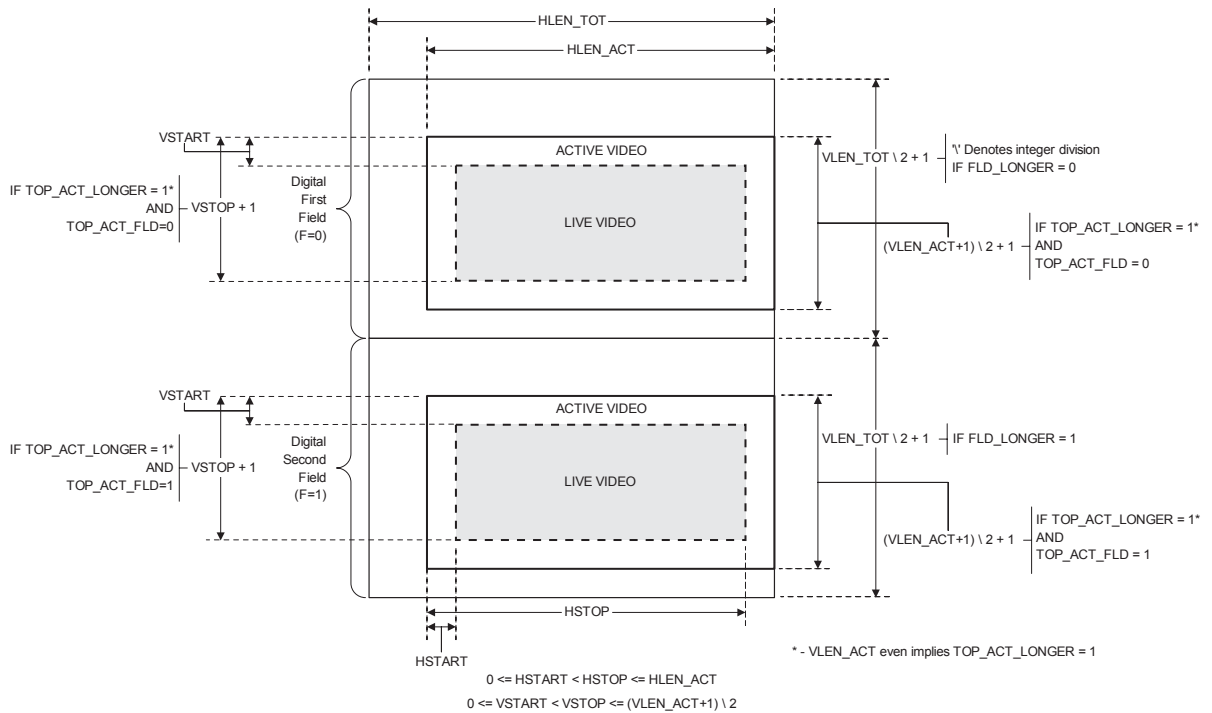 HLEN_TOT
HLEN_ACT
VSTART
ACTIVE VIDEO
VLEN_TOT \ 2 + 1
'\' Denotes integer division
IF FLD_LONGER = 0
IF TOP_ACT_LONGER = 1*
AND
TOP_ACT_FLD=0
VSTOP + 1
Digital
First
Field
(F=0)
LIVE VIDEO
(VLEN_ACT+1) \ 2 + 1
IF TOP_ACT_LONGER = 1*
AND
TOP_ACT_FLD = 0
VSTART
ACTIVE VIDEO
VLEN_TOT \ 2 + 1
IF FLD_LONGER = 1
IF TOP_ACT_LONGER = 1*
AND
TOP_ACT_FLD=1
VSTOP + 1
Digital
Second
Field
(F=1)
LIVE VIDEO
(VLEN_ACT+1) \ 2 + 1
IF TOP_ACT_LONGER = 1*
AND
TOP_ACT_FLD = 1
HSTOP
HSTART
* - VLEN_ACT even implies TOP_ACT_LONGER = 1
0 <= HSTART < HSTOP <= HLEN_ACT
0 <= VSTART < VSTOP <= (VLEN_ACT+1) \ 2